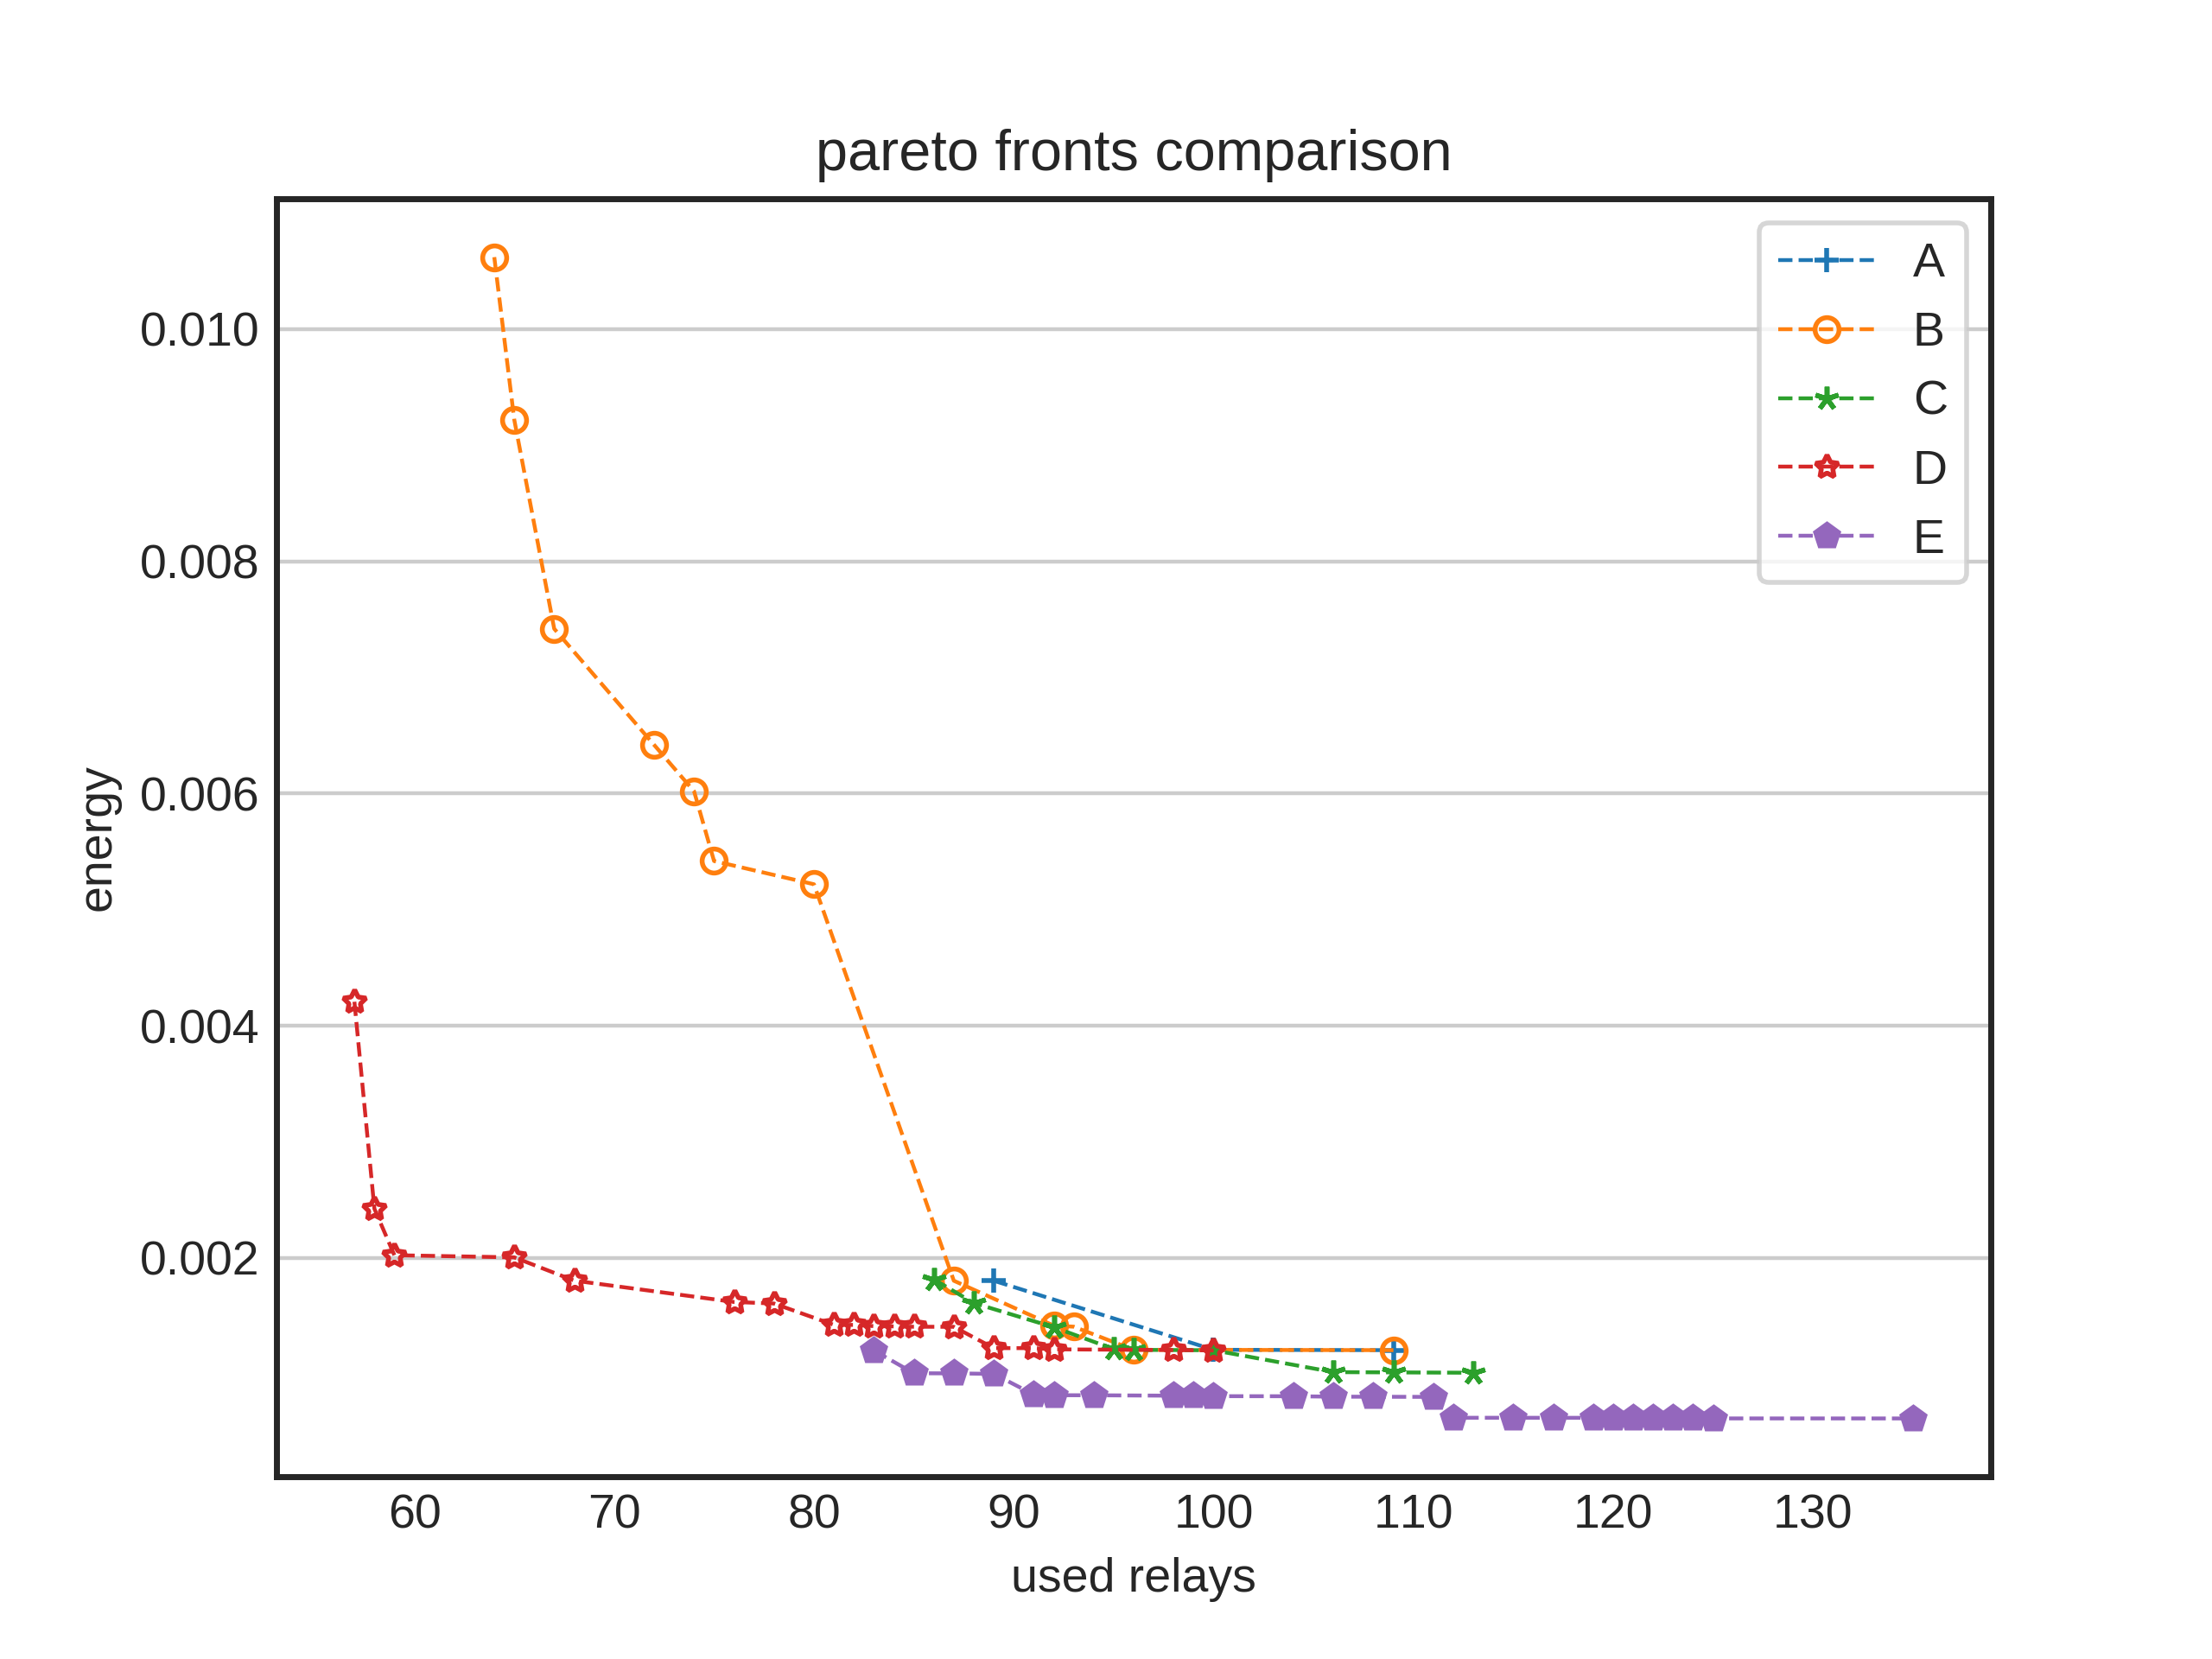 pareto fronts comparison
A
B
C
D
E
0.010
0.008
0.006
0.004
0.002
energy
60 70 80 90 100 110 120 130
used relays